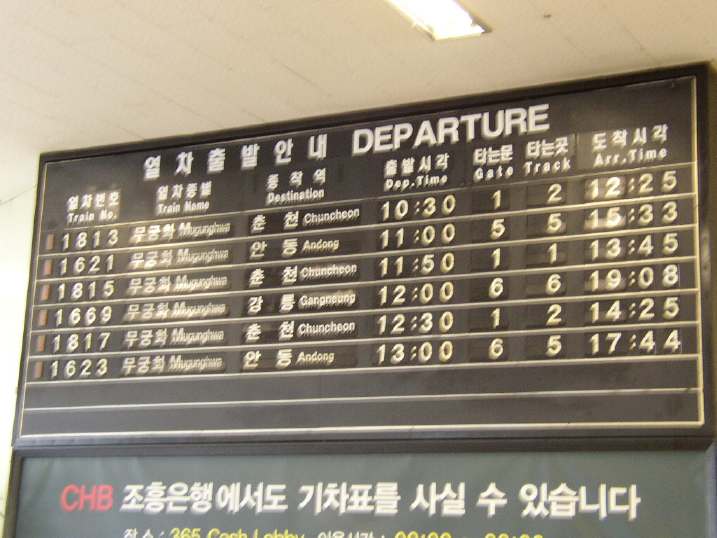 열차출발안내 DEPARTURE
열차번호 열차종별 종착역 출발시각 타는문 타는곳 도착시각
Train No. Train Name Destination Dep.Time Gate Track Arr.Time
1813 무궁화 Mugunghwa 춘천 Chuncheon 10:30 1 2 12:25
1621 무궁화 Mugunghwa 안동 Andong 11:00 5 5 15:33
1815 무궁화 Mugunghwa 춘천 Chuncheon 11:50 1 1 13:45
1669 무궁화 Mugunghwa 강릉 Gangneung 12:00 6 6 19:08
1817 무궁화 Mugunghwa 춘천 Chuncheon 12:30 1 2 14:25
1623 무궁화 Mugunghwa 안동 Andong 13:00 6 5 17:44
CHB 조흥은행에서도 기차표를 사실 수 있습니다
장소 : 365 Cash Lobby 이용시간 :